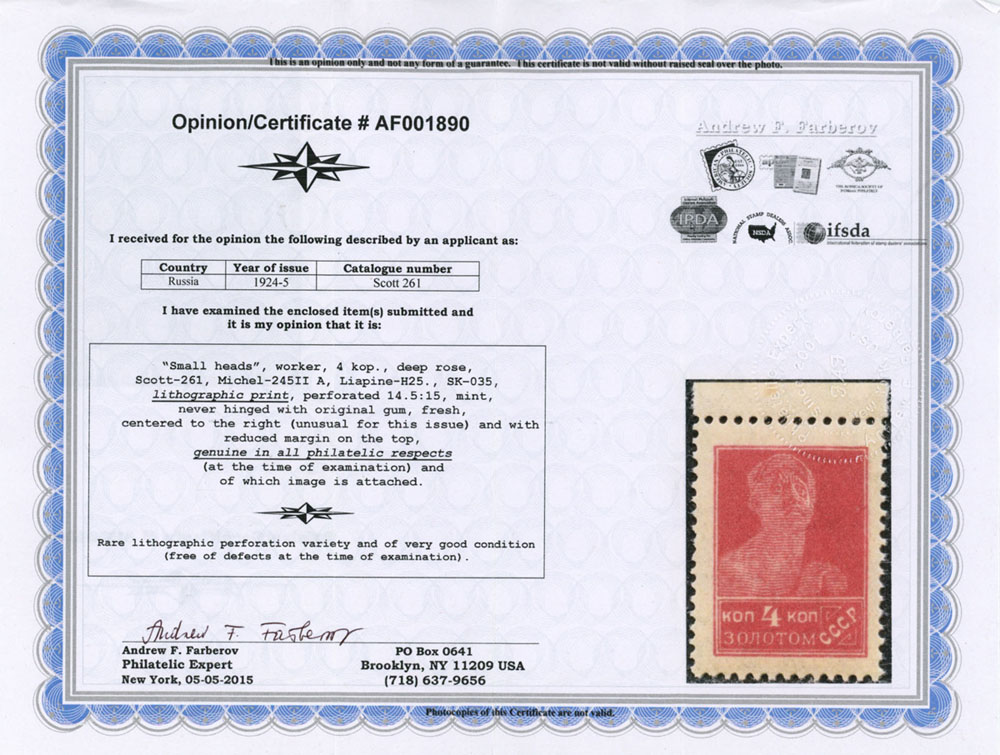 This is an opinion only and not any form of a guarantee. This certificate is not valid without raised seal over the photo.
Opinion/Certificate # AF001890
Andrew F. Farberov
IPDA
NATIONAL STAMP DEALERS ASSOC.
NSDA
ifsda
I received for the opinion the following described by an applicant as:
Country Year of issue Catalogue number
Russia 1924-5 Scott 261
I have examined the enclosed item(s) submitted and
it is my opinion that it is:
“Small heads”, worker, 4 kop., deep rose,
Scott-261, Michel-245II A, Liapine-H25., SK-035,
lithographic print, perforated 14.5:15, mint,
never hinged with original gum, fresh,
centered to the right (unusual for this issue) and with
reduced margin on the top,
genuine in all philatelic respects
(at the time of examination) and
of which image is attached.
Rare lithographic perforation variety and of very good condition
(free of defects at the time of examination).
КОП 4 КОП
ЗОЛОТОМ СССР
Andrew F. Farberov
Andrew F. Farberov
Philatelic Expert
New York, 05-05-2015
PO Box 0641
Brooklyn, NY 11209 USA
(718) 637-9656
Photocopies of this Certificate are not valid.